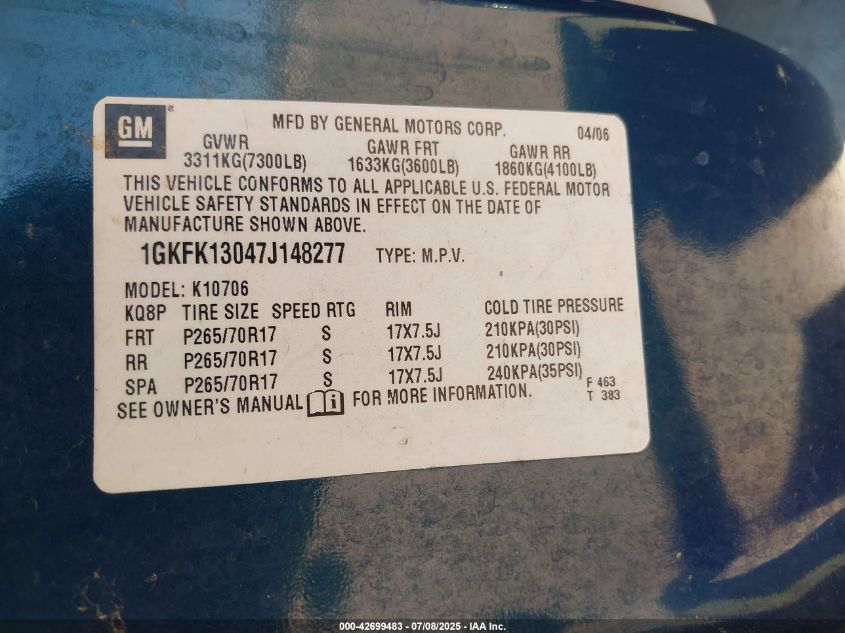 GM ®
MFD BY GENERAL MOTORS CORP. 04/06
GVWR GAWR FRT GAWR RR
3311KG(7300LB) 1633KG(3600LB) 1860KG(4100LB)
THIS VEHICLE CONFORMS TO ALL APPLICABLE U.S. FEDERAL MOTOR
VEHICLE SAFETY STANDARDS IN EFFECT ON THE DATE OF
MANUFACTURE SHOWN ABOVE.
1GKFK13047J148277 TYPE: M.P.V.
MODEL: K10706
KQ8P TIRE SIZE SPEED RTG RIM COLD TIRE PRESSURE
FRT P265/70R17 S 17X7.5J 210KPA(30PSI)
RR P265/70R17 S 17X7.5J 210KPA(30PSI)
SPA P265/70R17 S 17X7.5J 240KPA(35PSI) F 463
T 383
SEE OWNER'S MANUAL i FOR MORE INFORMATION.
000-42699483 - 07/08/2025 - IAA Inc.